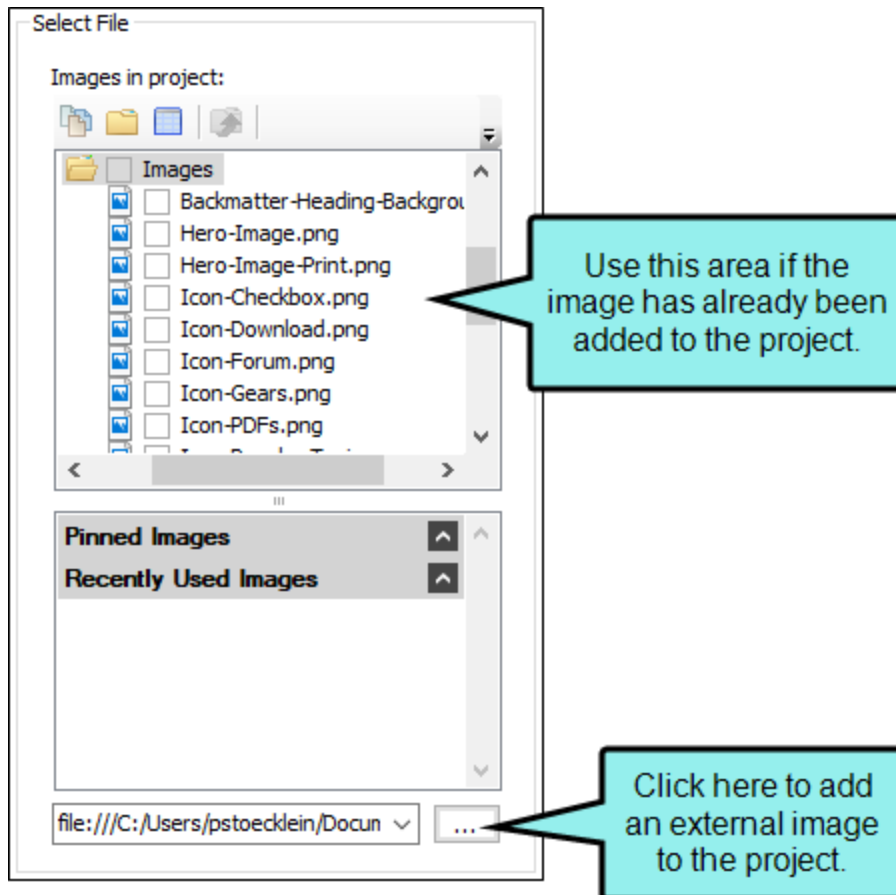 Select File
Images in project:
Images
Backmatter-Heading-Backgrou
Hero-Image.png
Hero-Image-Print.png
Icon-Checkbox.png
Icon-Download.png
Icon-Forum.png
Icon-Gears.png
Icon-PDFs.png
Use this area if the
image has already been
added to the project.
Pinned Images
Recently Used Images
file:///C:/Users/pstoecklein/Docun
...
Click here to add
an external image
to the project.